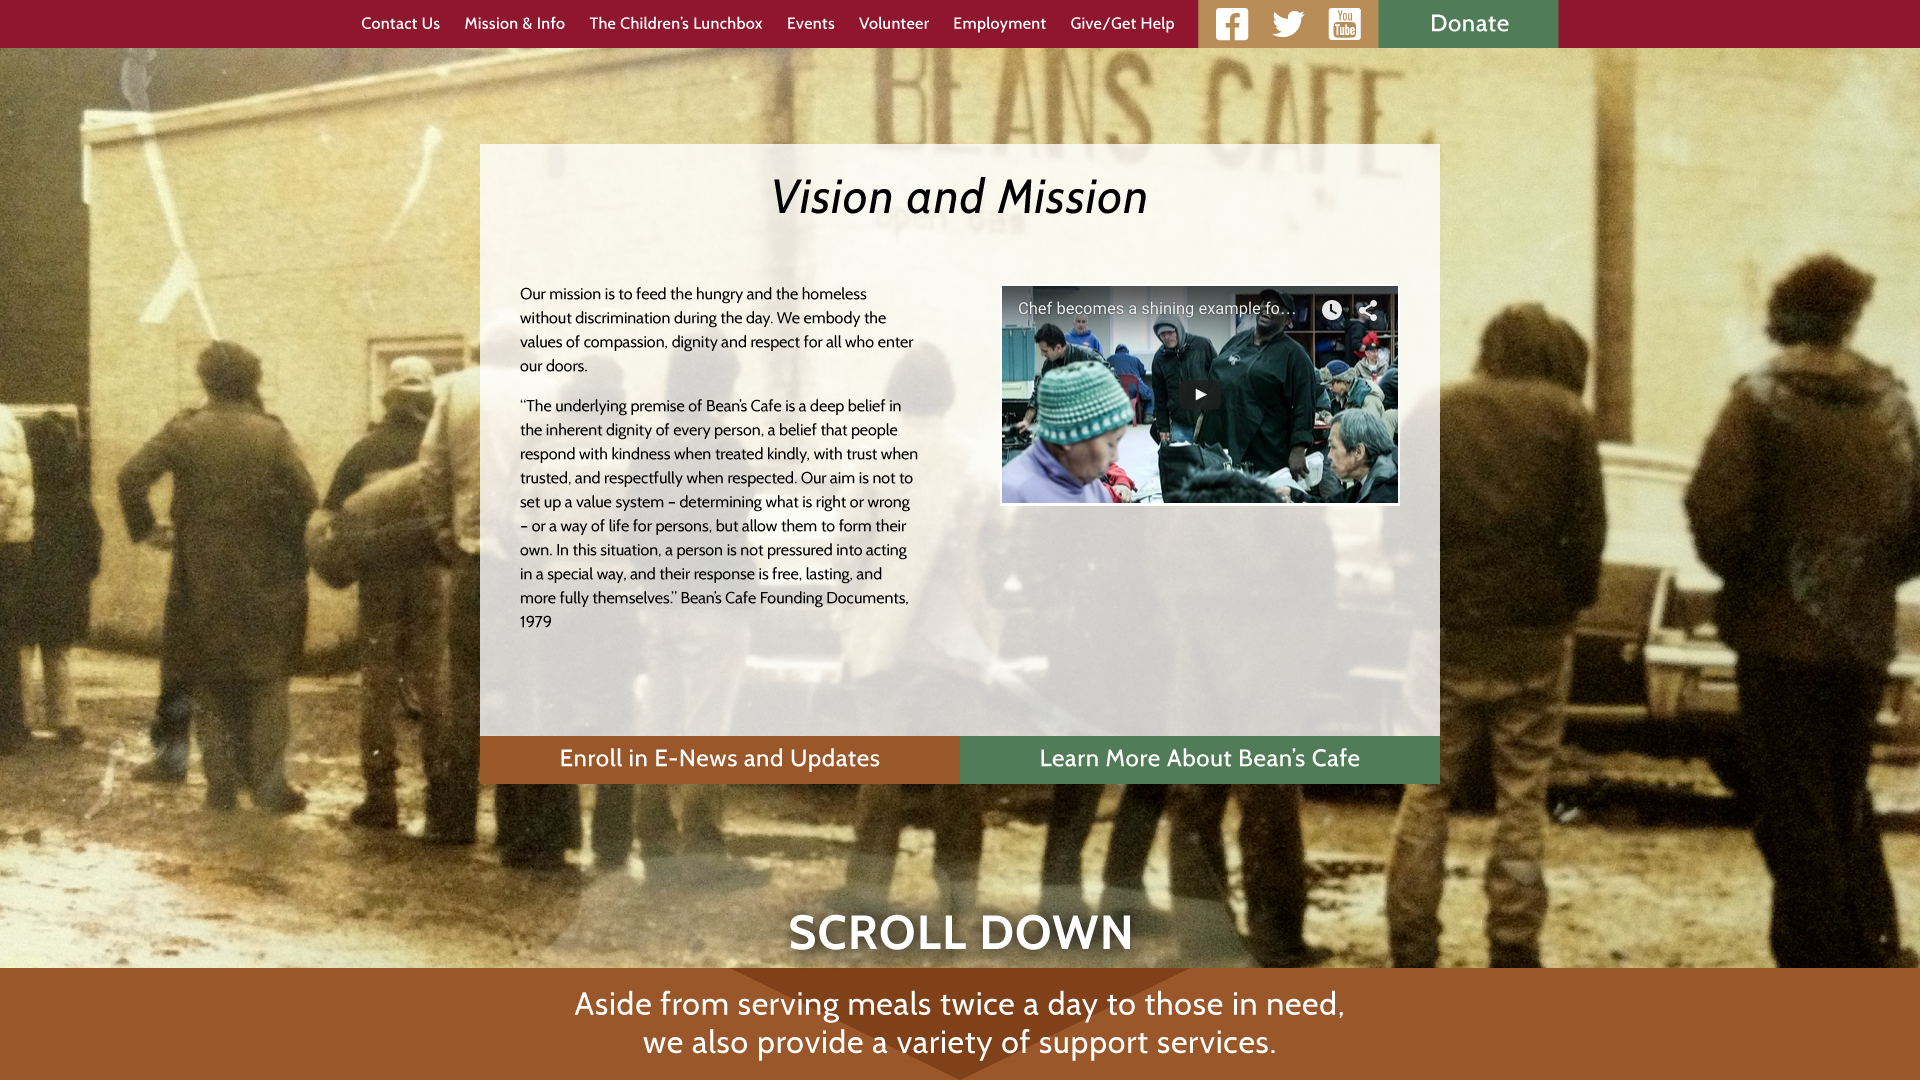 Contact Us Mission & Info The Children's Lunchbox Events Volunteer Employment Give/Get Help You Tube Donate
BEANS CAFE
Vision and Mission
Our mission is to feed the hungry and the homeless
without discrimination during the day. We embody the
values of compassion, dignity and respect for all who enter
our doors.
“The underlying premise of Bean’s Cafe is a deep belief in
the inherent dignity of every person, a belief that people
respond with kindness when treated kindly, with trust when
trusted, and respectfully when respected. Our aim is not to
set up a value system – determining what is right or wrong
– or a way of life for persons, but allow them to form their
own. In this situation, a person is not pressured into acting
in a special way, and their response is free, lasting, and
more fully themselves.” Bean’s Cafe Founding Documents,
1979
Chef becomes a shining example fo...
Enroll in E-News and Updates
Learn More About Bean’s Cafe
SCROLL DOWN
Aside from serving meals twice a day to those in need,
we also provide a variety of support services.